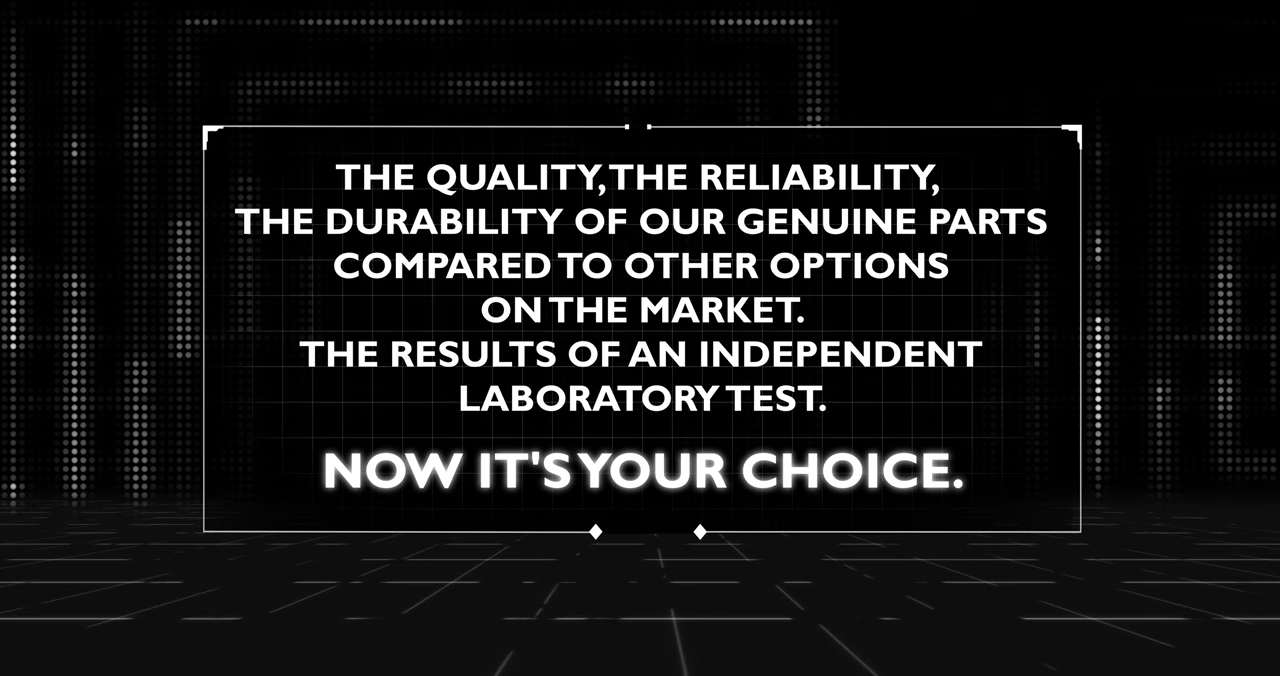 THE QUALITY, THE RELIABILITY,
THE DURABILITY OF OUR GENUINE PARTS
COMPARED TO OTHER OPTIONS
ON THE MARKET.
THE RESULTS OF AN INDEPENDENT
LABORATORY TEST.
NOW IT'S YOUR CHOICE.